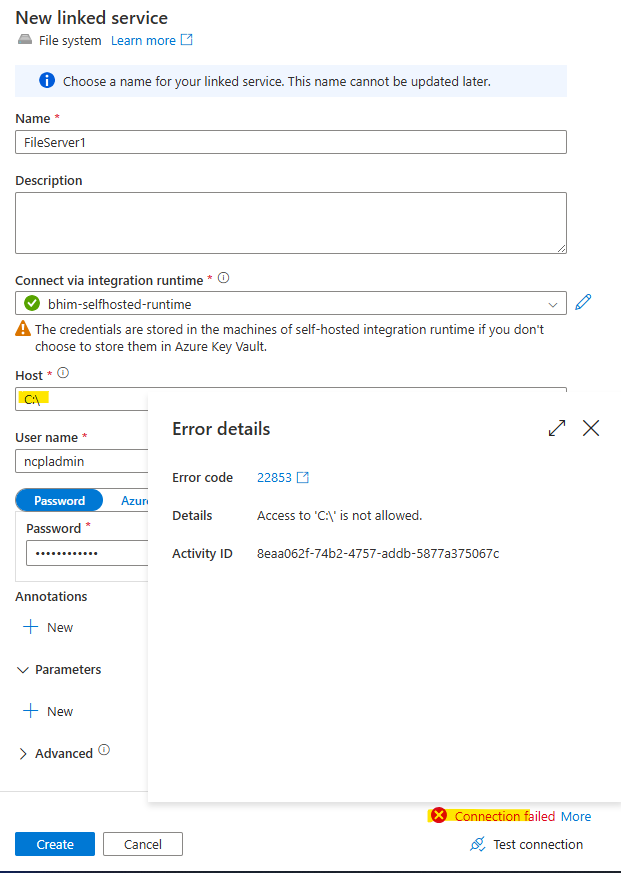 New linked service
File system Learn more
Choose a name for your linked service. This name cannot be updated later.
Name *
FileServer1
Description
Connect via integration runtime *
bhim-selfhosted-runtime
The credentials are stored in the machines of self-hosted integration runtime if you don't
choose to store them in Azure Key Vault.
Host *
C:\
User name *
ncpladmin
Password
Azure
Password *
••••••••••••
Annotations
New
Parameters
New
Advanced
Error details
Error code 22853
Details Access to 'C:\' is not allowed.
Activity ID 8eaa062f-74b2-4757-addb-5877a375067c
Connection failed More
Create Cancel Test connection